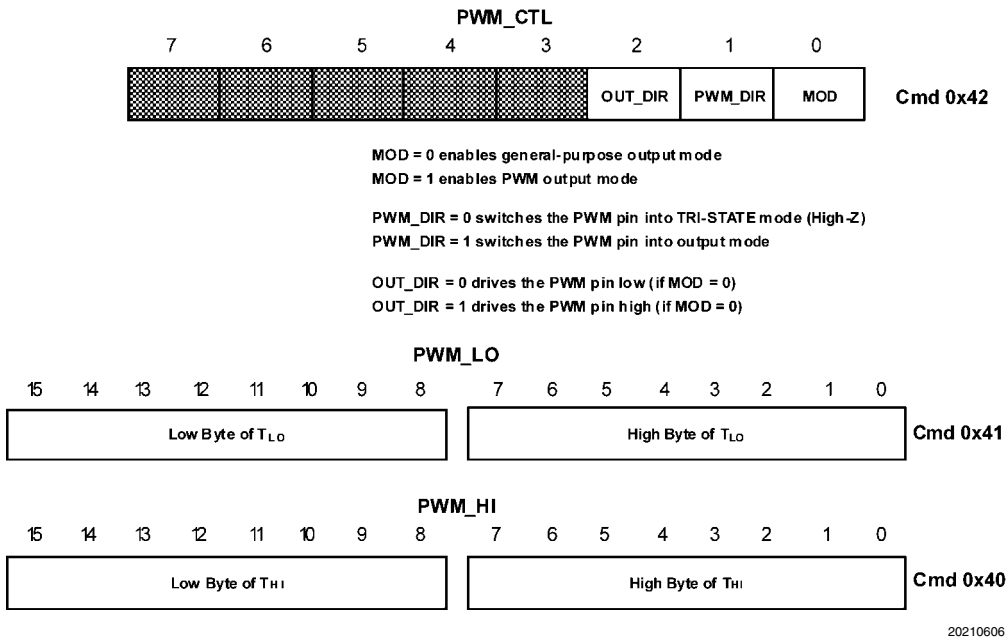 PWM_CTL
7 6 5 4 3 2 1 0
OUT_DIR PWM_DIR MOD Cmd 0x42
MOD = 0 enables general-purpose output mode
MOD = 1 enables PWM output mode
PWM_DIR = 0 switches the PWM pin into TRI-STATE mode (High-Z)
PWM_DIR = 1 switches the PWM pin into output mode
OUT_DIR = 0 drives the PWM pin low (if MOD = 0)
OUT_DIR = 1 drives the PWM pin high (if MOD = 0)
PWM_LO
15 14 13 12 11 10 9 8 7 6 5 4 3 2 1 0
Low Byte of TLO High Byte of TLO Cmd 0x41
PWM_HI
15 14 13 12 11 10 9 8 7 6 5 4 3 2 1 0
Low Byte of THI High Byte of THI Cmd 0x40
20210606